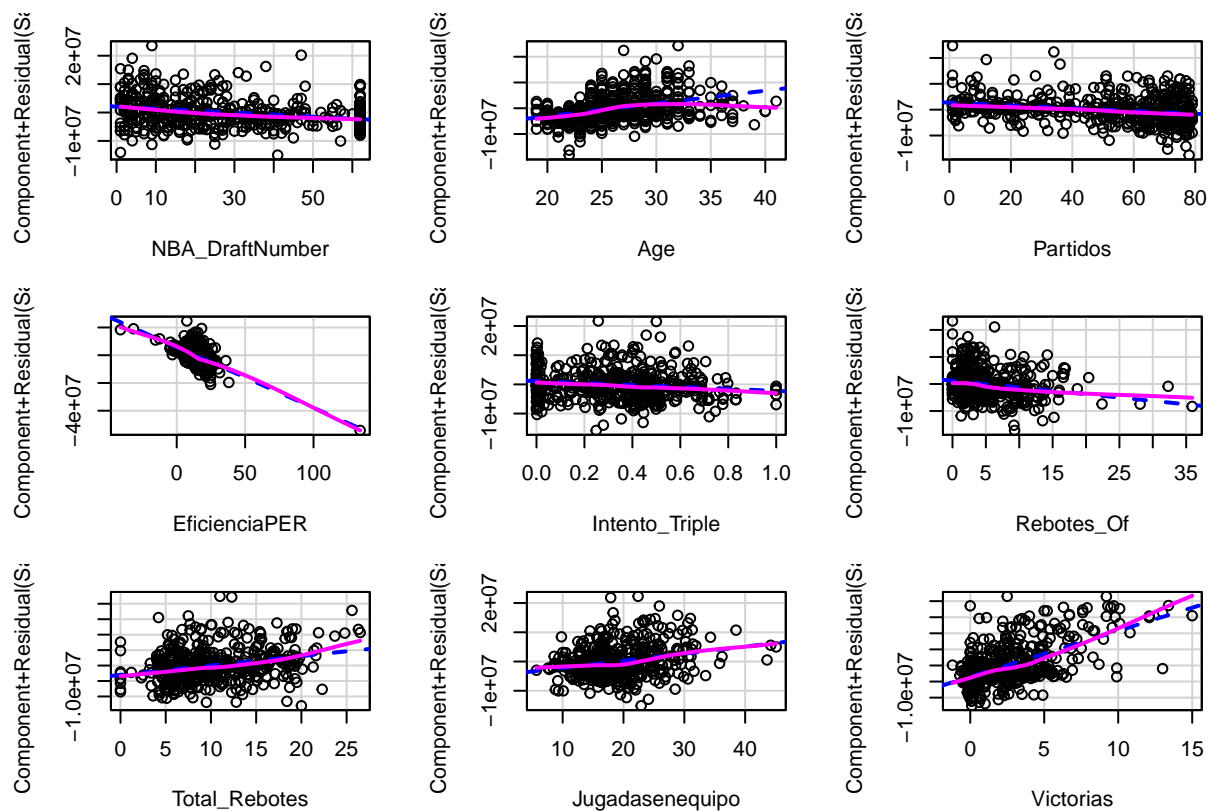 Component+Residual(Sa
2e+07
−1e+07
0 10 30 50
NBA_DraftNumber
Component+Residual(Sa
2e+07
−1e+07
20 25 30 35 40
Age
Component+Residual(Sa
−1e+07
0 20 40 60 80
Partidos
Component+Residual(Sa
−4e+07
0 50 100
EficienciaPER
Component+Residual(Sa
2e+07
−1e+07
0.0 0.2 0.4 0.6 0.8 1.0
Intento_Triple
Component+Residual(Sa
−1e+07
0 5 15 25 35
Rebotes_Of
Component+Residual(Sa
−1.0e+07
0 5 10 15 20 25
Total_Rebotes
Component+Residual(Sa
2e+07
−1e+07
10 20 30 40
Jugadasenequipo
Component+Residual(Sa
−1.0e+07
0 5 10 15
Victorias